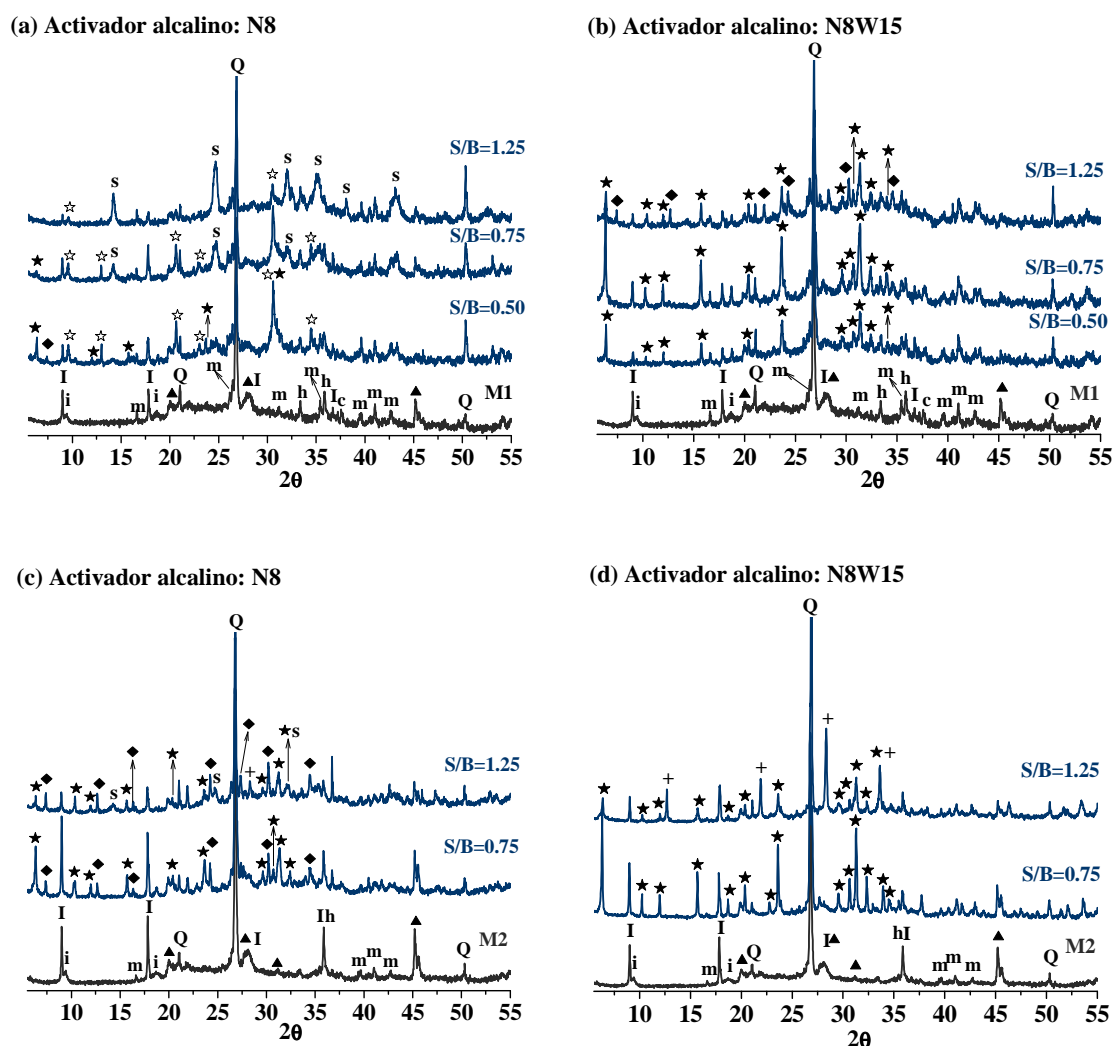 (a) Activador alcalino: N8
Q
S/B=1.25
s s s s s s
S/B=0.75
s s s
S/B=0.50
M1
I i m I i Q m I m h m h I c m m m Q
10 15 20 25 30 35 40 45 50 55
2θ
(b) Activador alcalino: N8W15
Q
S/B=1.25
S/B=0.75
S/B=0.50
M1
I i m I i Q m I m h m h I c m m m Q
10 15 20 25 30 35 40 45 50 55
2θ
(c) Activador alcalino: N8
Q
S/B=1.25
s s + s
S/B=0.75
M2
I i m I i Q I Ih m m m Q
10 15 20 25 30 35 40 45 50 55
2θ
(d) Activador alcalino: N8W15
Q
S/B=1.25
+ + + +
S/B=0.75
M2
I i m I i Q I hI m m m Q
10 15 20 25 30 35 40 45 50 55
2θ